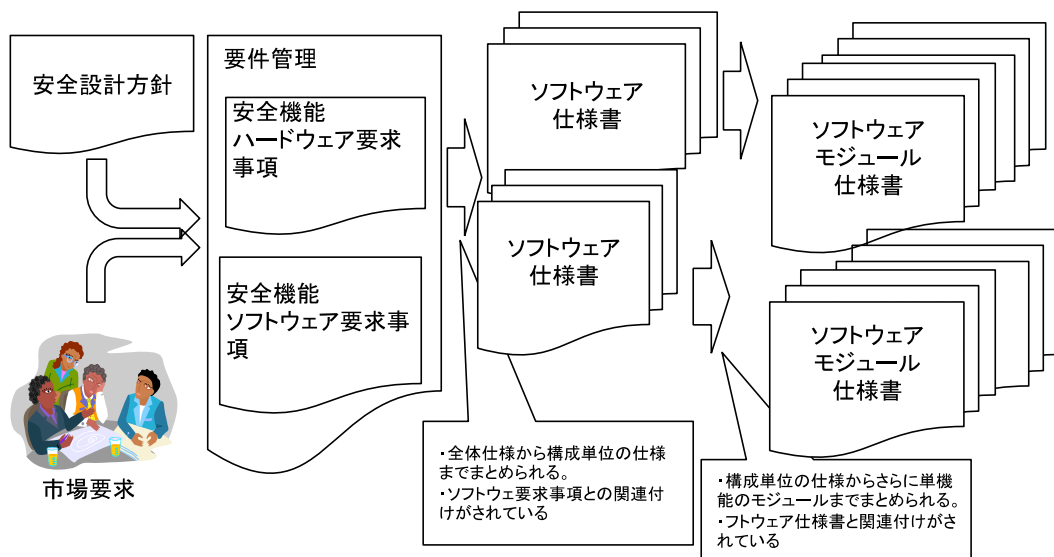 安全設計方針
市場要求
要件管理
安全機能
ハードウェア要求
事項
安全機能
ソフトウェア要求事
項
ソフトウェア
仕様書
ソフトウェア
仕様書
・全体仕様から構成単位の仕様
までまとめられる。
・ソフトウェ要求事項との関連付
けがされている
ソフトウェア
モジュール
仕様書
ソフトウェア
モジュール
仕様書
・構成単位の仕様からさらに単機
能のモジュールまでまとめられる。
・フトウェア仕様書と関連付けがさ
れている